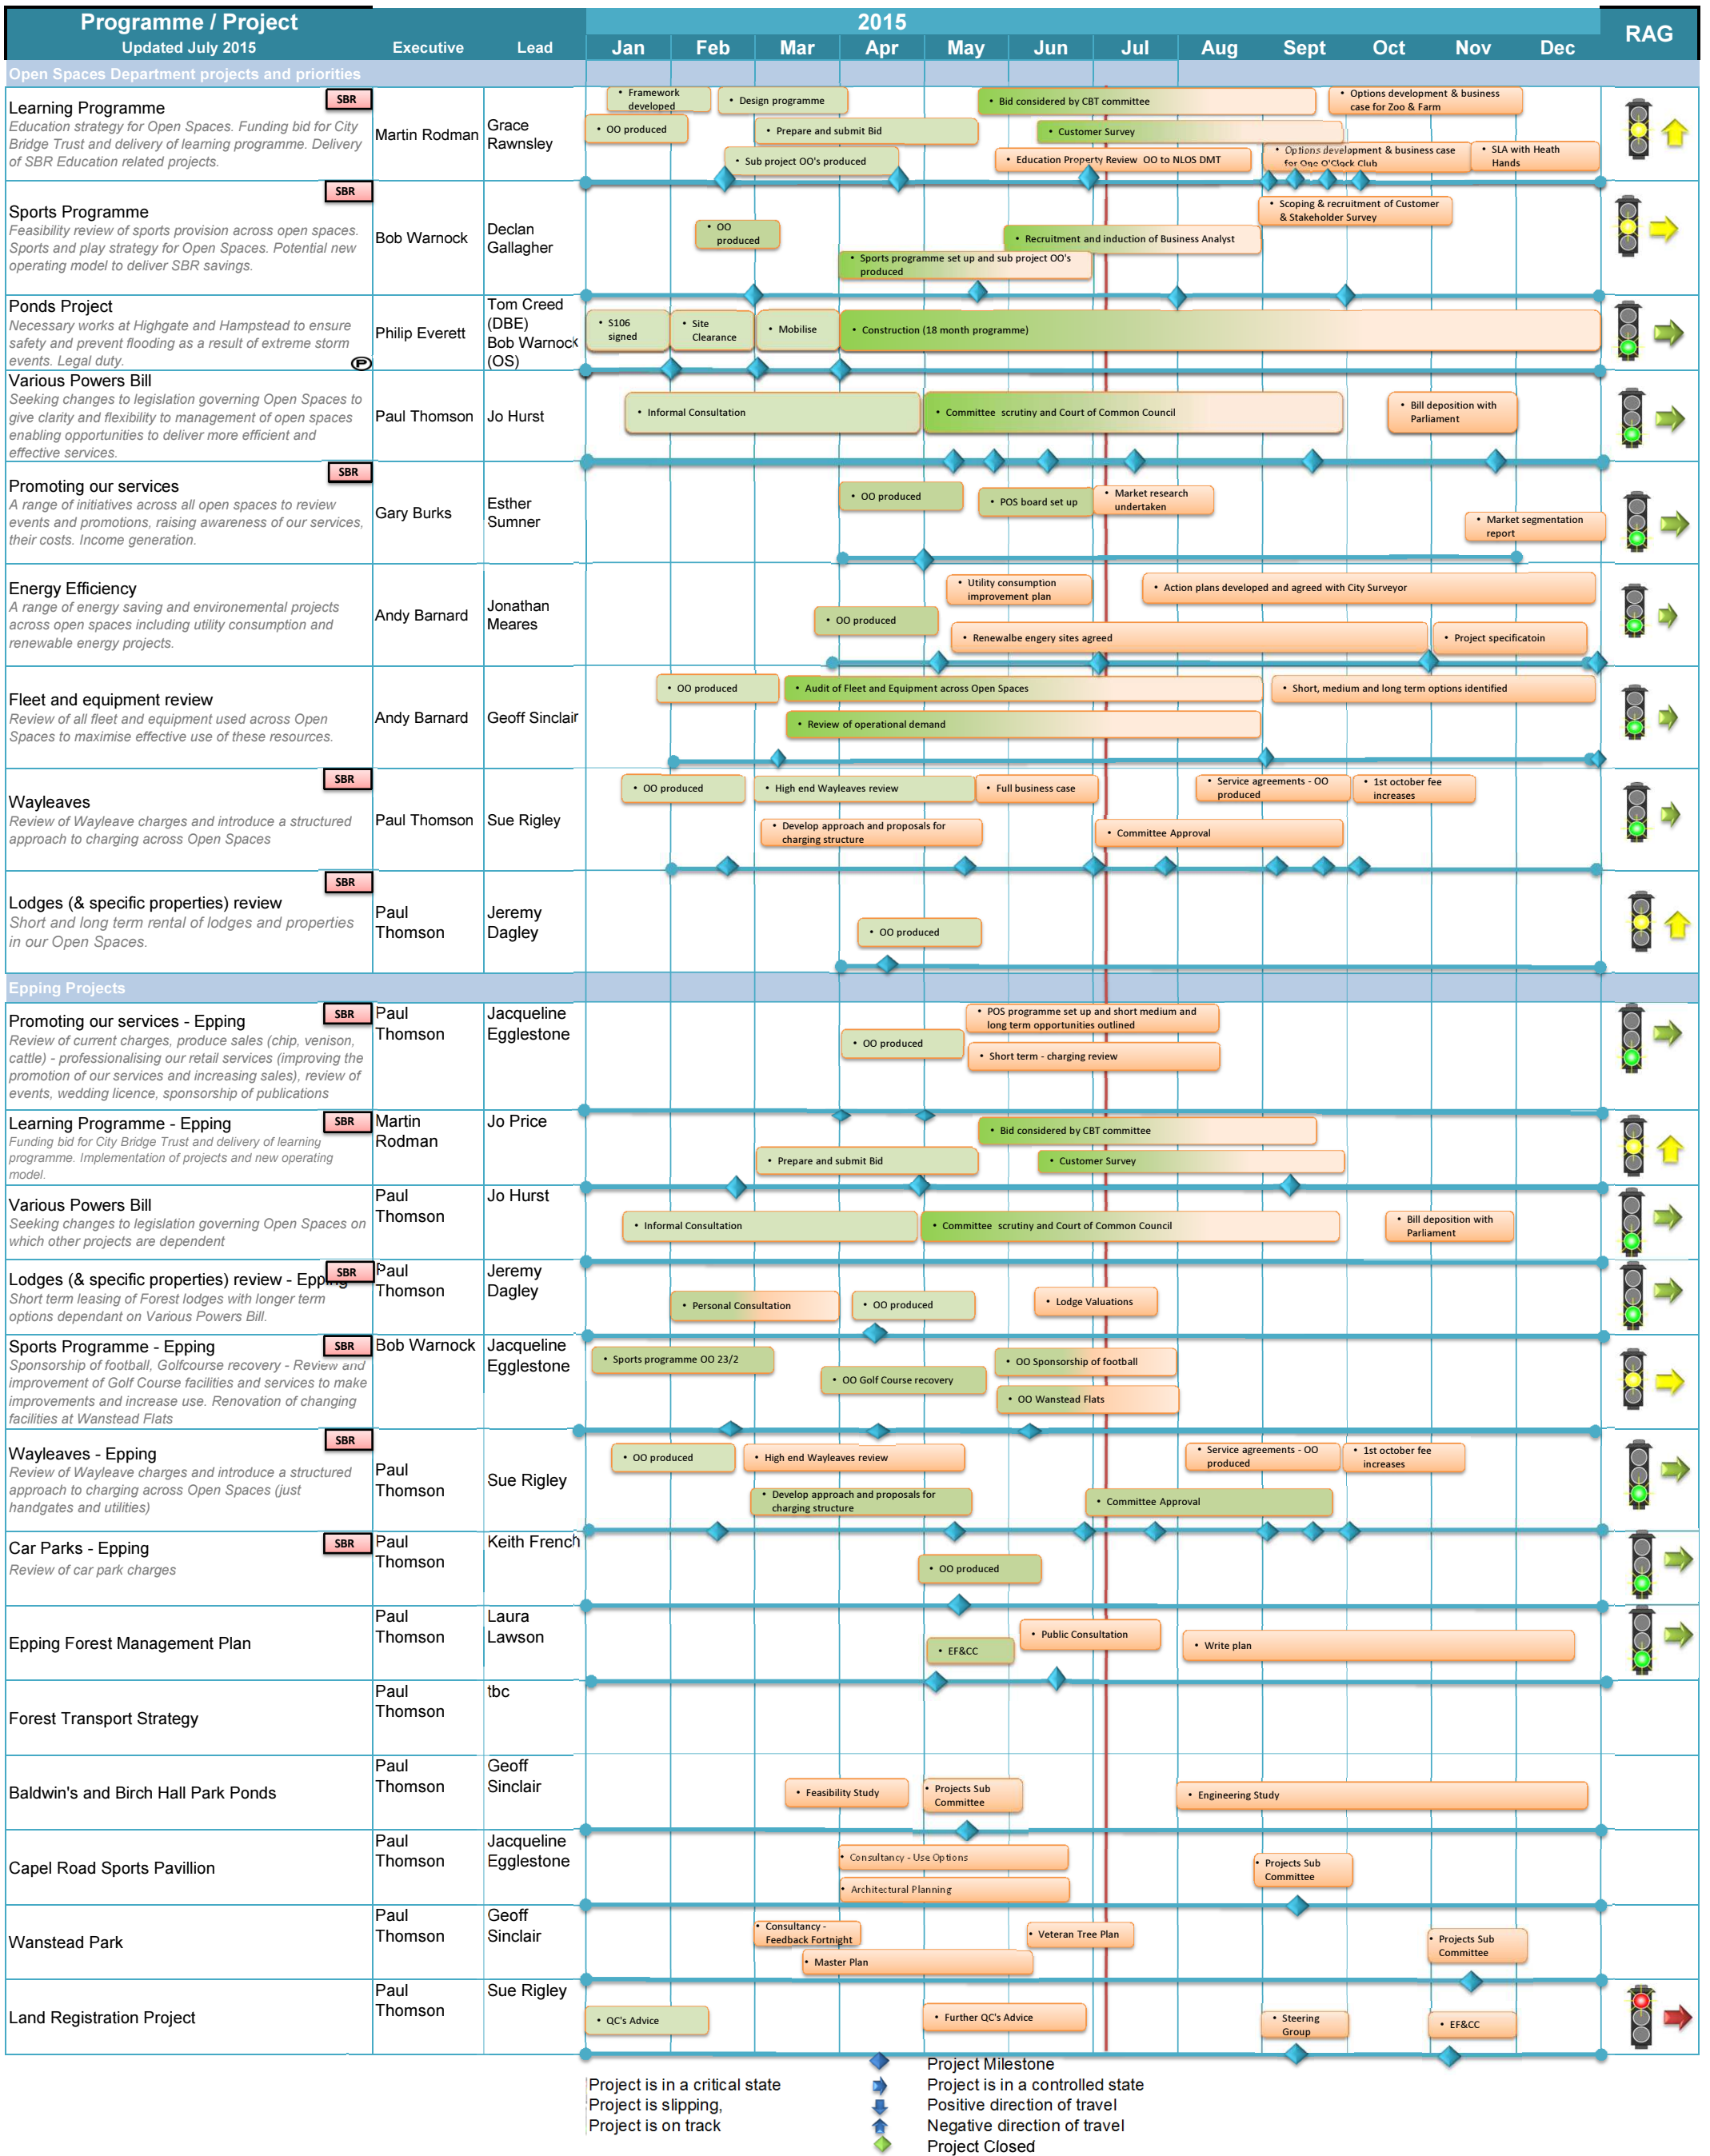 Programme / Project
Updated July 2015
Executive
Lead
2015
Jan Feb Mar Apr May Jun Jul Aug Sept Oct Nov Dec
RAG
Open Spaces Department projects and priorities
Learning Programme
SBR
Education strategy for Open Spaces. Funding bid for City
Bridge Trust and delivery of learning programme. Delivery
of SBR Education related projects.
Martin Rodman
Grace
Rawnsley
• Framework
developed
• Design programme
• Bid considered by CBT committee
• Options development & business
case for Zoo & Farm
• OO produced
• Prepare and submit Bid
• Customer Survey
• Sub project OO's produced
• Education Property Review OO to NLOS DMT
• Options development & business case
for One O'Clock Club
• SLA with Heath
Hands
SBR
Sports Programme
Feasibility review of sports provision across open spaces.
Sports and play strategy for Open Spaces. Potential new
operating model to deliver SBR savings.
Bob Warnock
Declan
Gallagher
• OO
produced
• Scoping & recruitment of Customer
& Stakeholder Survey
• Recruitment and induction of Business Analyst
• Sports programme set up and sub project OO's
produced
Ponds Project
Necessary works at Highgate and Hampstead to ensure
safety and prevent flooding as a result of extreme storm
events. Legal duty.
P
Philip Everett
Tom Creed
(DBE)
Bob Warnock
(OS)
• S106
signed
• Site
Clearance
• Mobilise
• Construction (18 month programme)
Various Powers Bill
Seeking changes to legislation governing Open Spaces to
give clarity and flexibility to management of open spaces
enabling opportunities to deliver more efficient and
effective services.
Paul Thomson
Jo Hurst
• Informal Consultation
• Committee scrutiny and Court of Common Council
• Bill deposition with
Parliament
SBR
Promoting our services
A range of initiatives across all open spaces to review
events and promotions, raising awareness of our services,
their costs. Income generation.
Gary Burks
Esther
Sumner
• OO produced
• POS board set up
• Market research
undertaken
• Market segmentation
report
Energy Efficiency
A range of energy saving and environemental projects
across open spaces including utility consumption and
renewable energy projects.
Andy Barnard
Jonathan
Meares
• Utility consumption
improvement plan
• Action plans developed and agreed with City Surveyor
• OO produced
• Renewalbe engery sites agreed
• Project specificatoin
Fleet and equipment review
Review of all fleet and equipment used across Open
Spaces to maximise effective use of these resources.
Andy Barnard
Geoff Sinclair
• OO produced
• Audit of Fleet and Equipment across Open Spaces
• Short, medium and long term options identified
• Review of operational demand
SBR
Wayleaves
Review of Wayleave charges and introduce a structured
approach to charging across Open Spaces
Paul Thomson
Sue Rigley
• OO produced
• High end Wayleaves review
• Full business case
• Service agreements - OO
produced
• 1st october fee
increases
• Develop approach and proposals for
charging structure
• Committee Approval
SBR
Lodges (& specific properties) review
Short and long term rental of lodges and properties
in our Open Spaces.
Paul
Thomson
Jeremy
Dagley
• OO produced
Epping Projects
Promoting our services - Epping
SBR
Review of current charges, produce sales (chip, venison,
cattle) - professionalising our retail services (improving the
promotion of our services and increasing sales), review of
events, wedding licence, sponsorship of publications
Paul
Thomson
Jacqueline
Egglestone
• POS programme set up and short medium and
long term opportunities outlined
• OO produced
• Short term - charging review
Learning Programme - Epping
SBR
Funding bid for City Bridge Trust and delivery of learning
programme. Implementation of projects and new operating
model.
Martin
Rodman
Jo Price
• Bid considered by CBT committee
• Prepare and submit Bid
• Customer Survey
Various Powers Bill
Seeking changes to legislation governing Open Spaces on
which other projects are dependent
Paul
Thomson
Jo Hurst
• Informal Consultation
• Committee scrutiny and Court of Common Council
• Bill deposition with
Parliament
Lodges (& specific properties) review - Epping
SBR
Short term leasing of Forest lodges with longer term
options dependant on Various Powers Bill.
Paul
Thomson
Jeremy
Dagley
• Personal Consultation
• OO produced
• Lodge Valuations
Sports Programme - Epping
SBR
Sponsorship of football, Golfcourse recovery - Review and
improvement of Golf Course facilities and services to make
improvements and increase use. Renovation of changing
facilities at Wanstead Flats
Bob Warnock
Jacqueline
Egglestone
• Sports programme OO 23/2
• OO Golf Course recovery
• OO Sponsorship of football
• OO Wanstead Flats
SBR
Wayleaves - Epping
Review of Wayleave charges and introduce a structured
approach to charging across Open Spaces (just
handgates and utilities)
Paul
Thomson
Sue Rigley
• OO produced
• High end Wayleaves review
• Service agreements - OO
produced
• 1st october fee
increases
• Develop approach and proposals for
charging structure
• Committee Approval
Car Parks - Epping
SBR
Review of car park charges
Paul
Thomson
Keith French
• OO produced
Epping Forest Management Plan
Paul
Thomson
Laura
Lawson
• EF&CC
• Public Consultation
• Write plan
Forest Transport Strategy
Paul
Thomson
tbc
Baldwin's and Birch Hall Park Ponds
Paul
Thomson
Geoff
Sinclair
• Feasibility Study
• Projects Sub
Committee
• Engineering Study
Capel Road Sports Pavillion
Paul
Thomson
Jacqueline
Egglestone
• Consultancy - Use Options
• Architectural Planning
• Projects Sub
Committee
Wanstead Park
Paul
Thomson
Geoff
Sinclair
• Consultancy -
Feedback Fortnight
• Master Plan
• Veteran Tree Plan
• Projects Sub
Committee
Land Registration Project
Paul
Thomson
Sue Rigley
• QC's Advice
• Further QC's Advice
• Steering
Group
• EF&CC
Project Milestone
Project is in a critical state
Project is in a controlled state
Project is slipping,
Positive direction of travel
Project is on track
Negative direction of travel
Project Closed